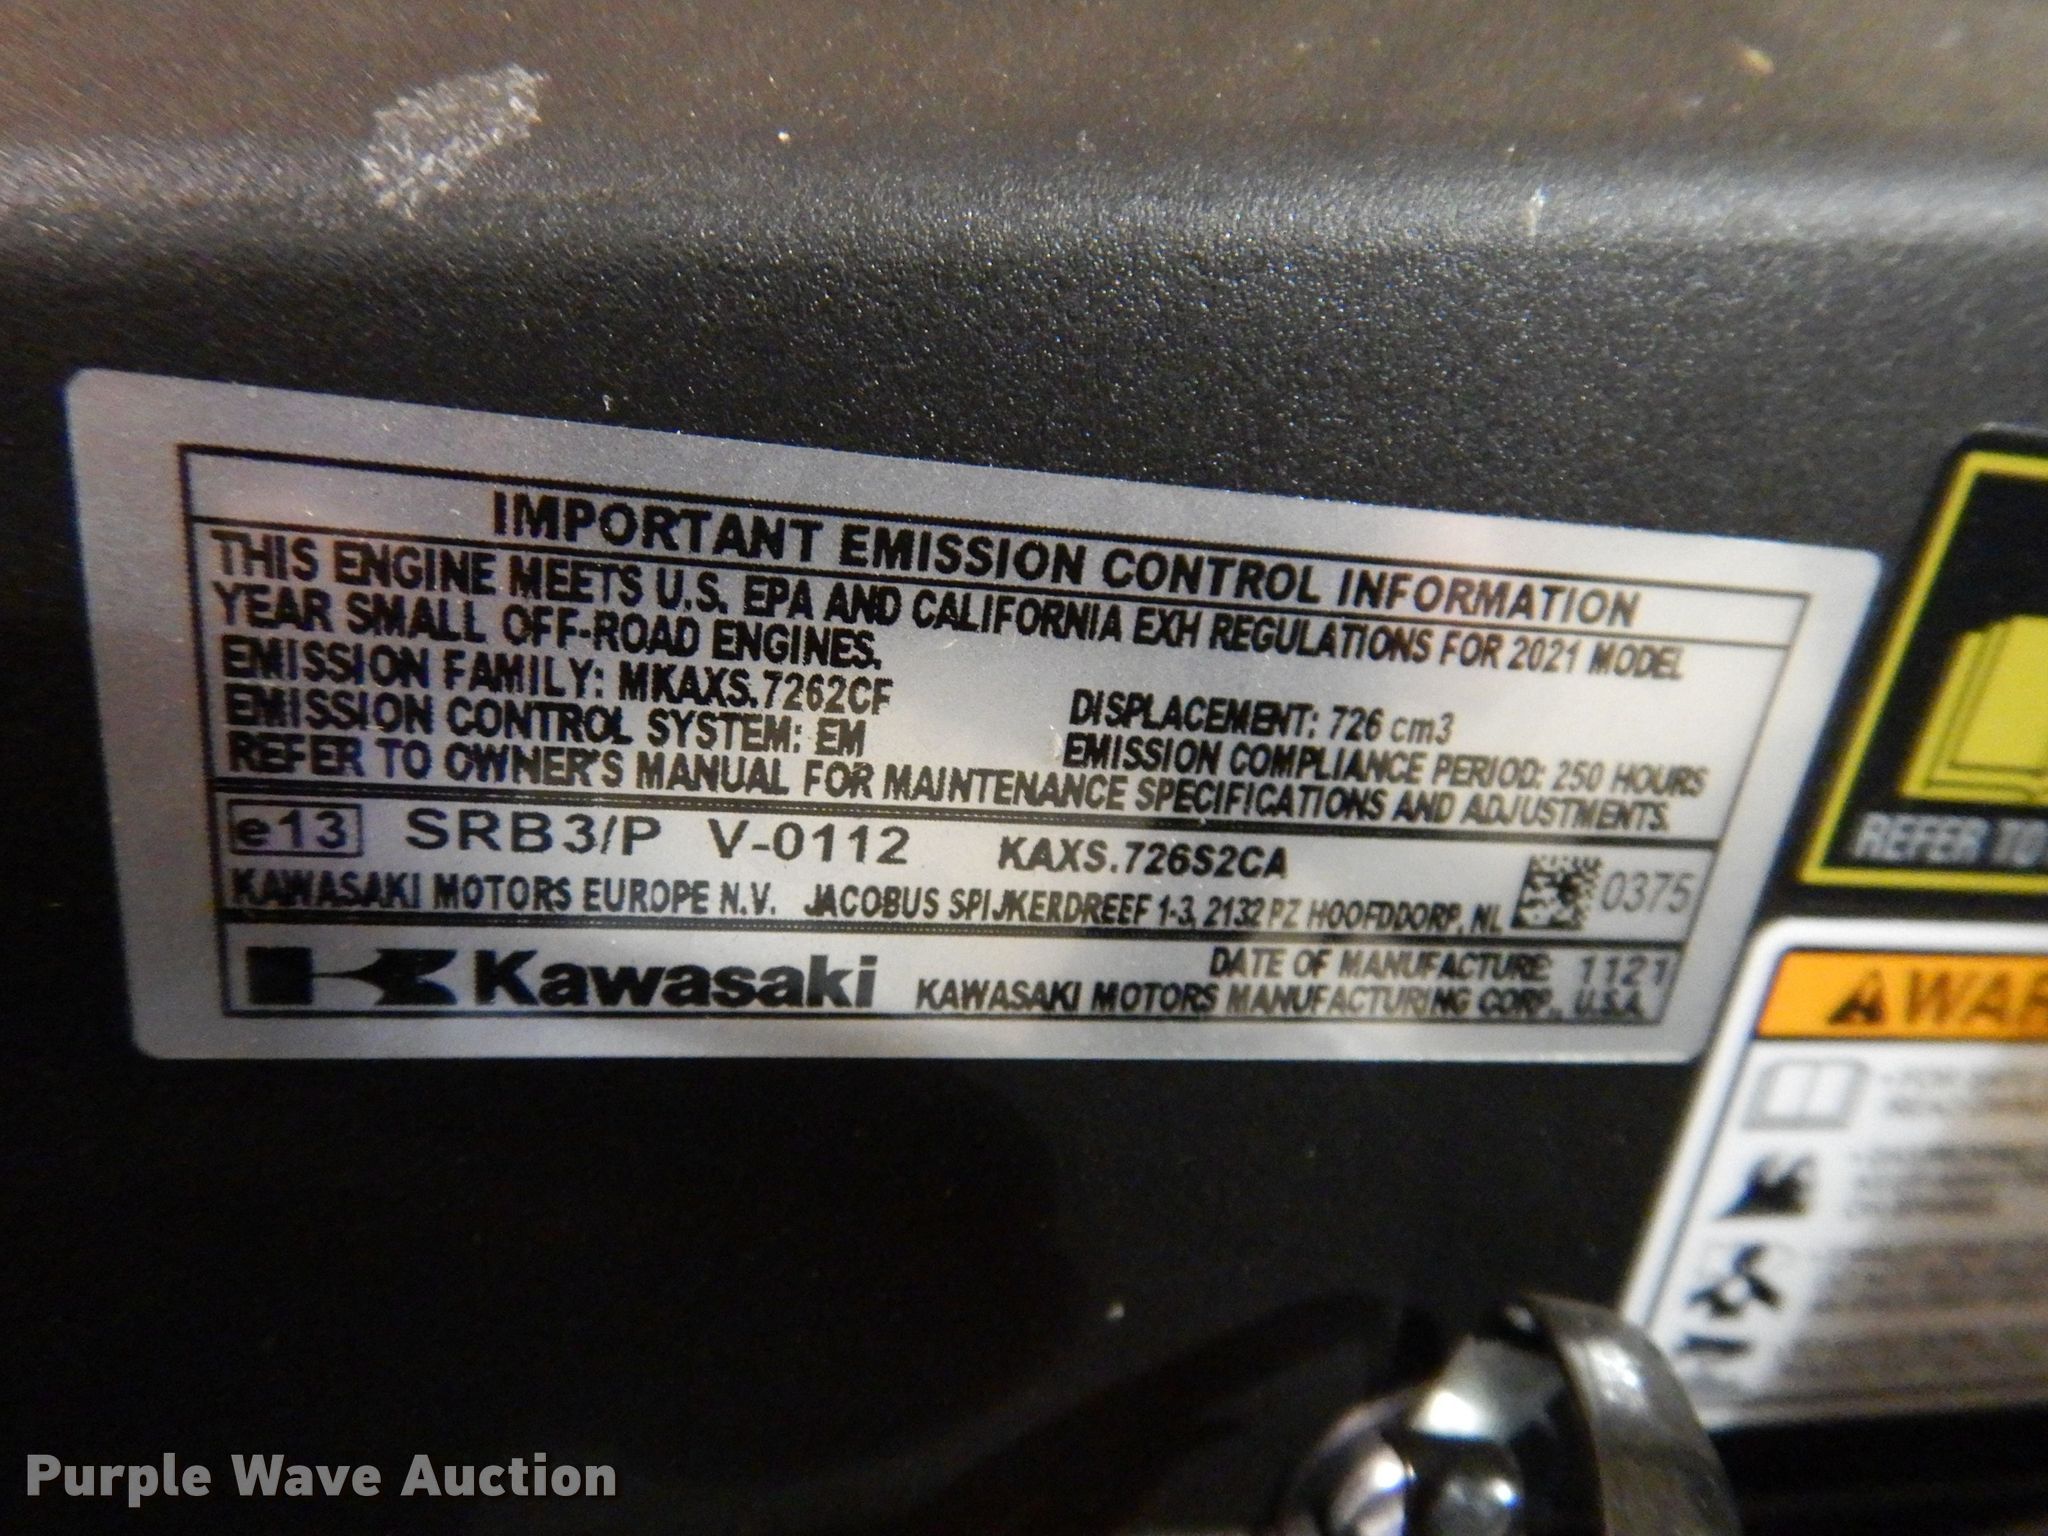 IMPORTANT EMISSION CONTROL INFORMATION
THIS ENGINE MEETS U.S. EPA AND CALIFORNIA EXH REGULATIONS FOR 2021 MODEL
YEAR SMALL OFF-ROAD ENGINES.
EMISSION FAMILY: MKAXS.7262CF DISPLACEMENT: 726 cm3
EMISSION CONTROL SYSTEM: EM EMISSION COMPLIANCE PERIOD: 250 HOURS
REFER TO OWNER'S MANUAL FOR MAINTENANCE SPECIFICATIONS AND ADJUSTMENTS.
e13 SRB3/P V-0112 KAXS.726S2CA 0375
KAWASAKI MOTORS EUROPE N.V. JACOBUS SPIJKERDREEF 1-3, 2132 PZ HOOFDDORP, NL
Kawasaki DATE OF MANUFACTURE 1121
KAWASAKI MOTORS MANUFACTURING CORP., U.S.A.
REFER TO
WAR
Purple Wave Auction